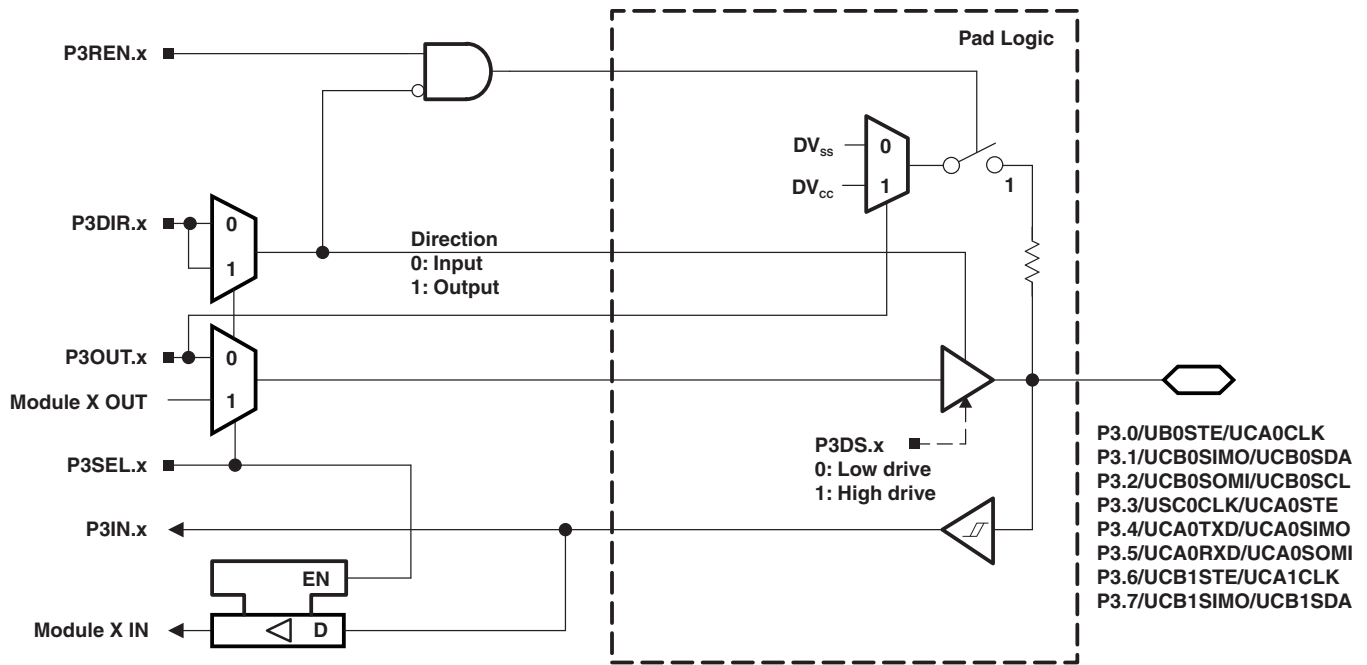 Pad Logic
P3REN.x
DVss
0
DVcc
1
1
P3DIR.x
0
1
Direction
0: Input
1: Output
P3OUT.x
0
Module X OUT
1
P3DS.x
0: Low drive
1: High drive
P3SEL.x
P3IN.x
EN
Module X IN
D
P3.0/UB0STE/UCA0CLK
P3.1/UCB0SIMO/UCB0SDA
P3.2/UCB0SOMI/UCB0SCL
P3.3/USC0CLK/UCA0STE
P3.4/UCA0TXD/UCA0SIMO
P3.5/UCA0RXD/UCA0SOMI
P3.6/UCB1STE/UCA1CLK
P3.7/UCB1SIMO/UCB1SDA